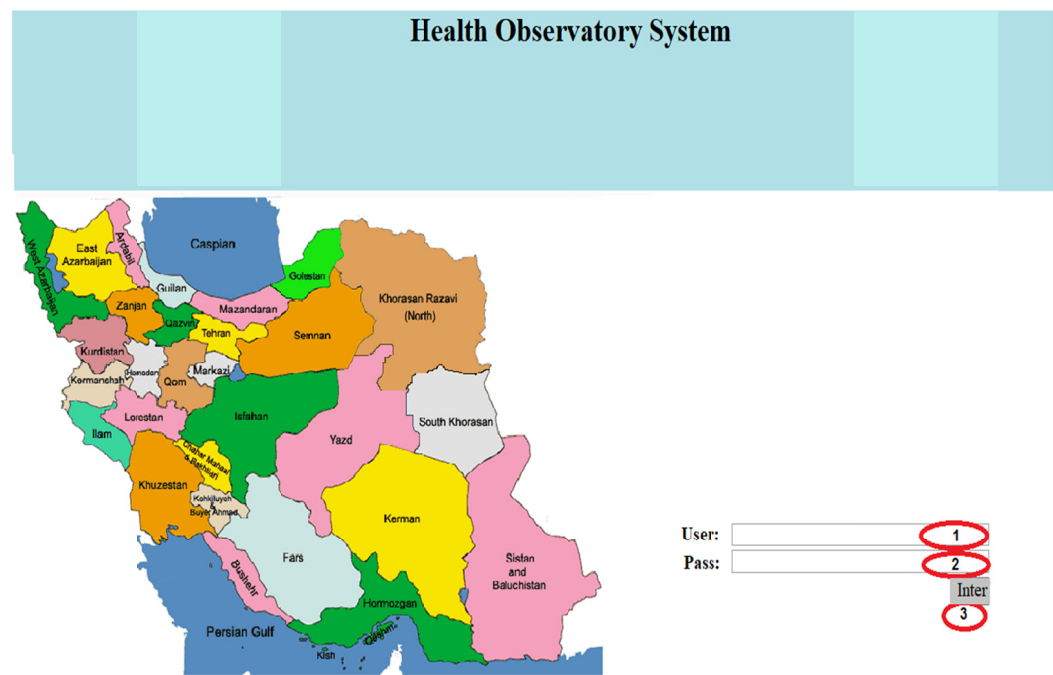 Health Observatory System
Caspian
West Azarbaijan
East
Azarbaijan
Ardabil
Guilan
Golestan
Khorasan Razavi
(North)
Zanjan
Qazvin
Mazandaran
Tehran
Semnan
Kurdistan
Hamadan
Kermanchah
Qom
Markazi
Lorestan
Isfahan
Yazd
South Khorasan
Ilam
Chahar Mahaal
& Bakhtiari
Khuzestan
Kohkiluyeh
&
Buyer Ahmad
Kerman
Fars
Sistan
and
Baluchistan
Bushehr
Hormozgan
Persian Gulf
Qeshm
Kish
User: 1
Pass: 2
Inter
3